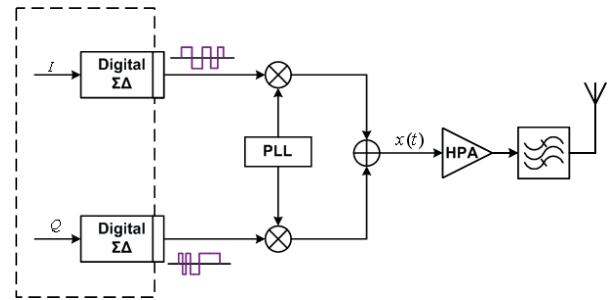 I
Digital
ΣΔ
PLL
x(t)
HPA
Q
Digital
ΣΔ